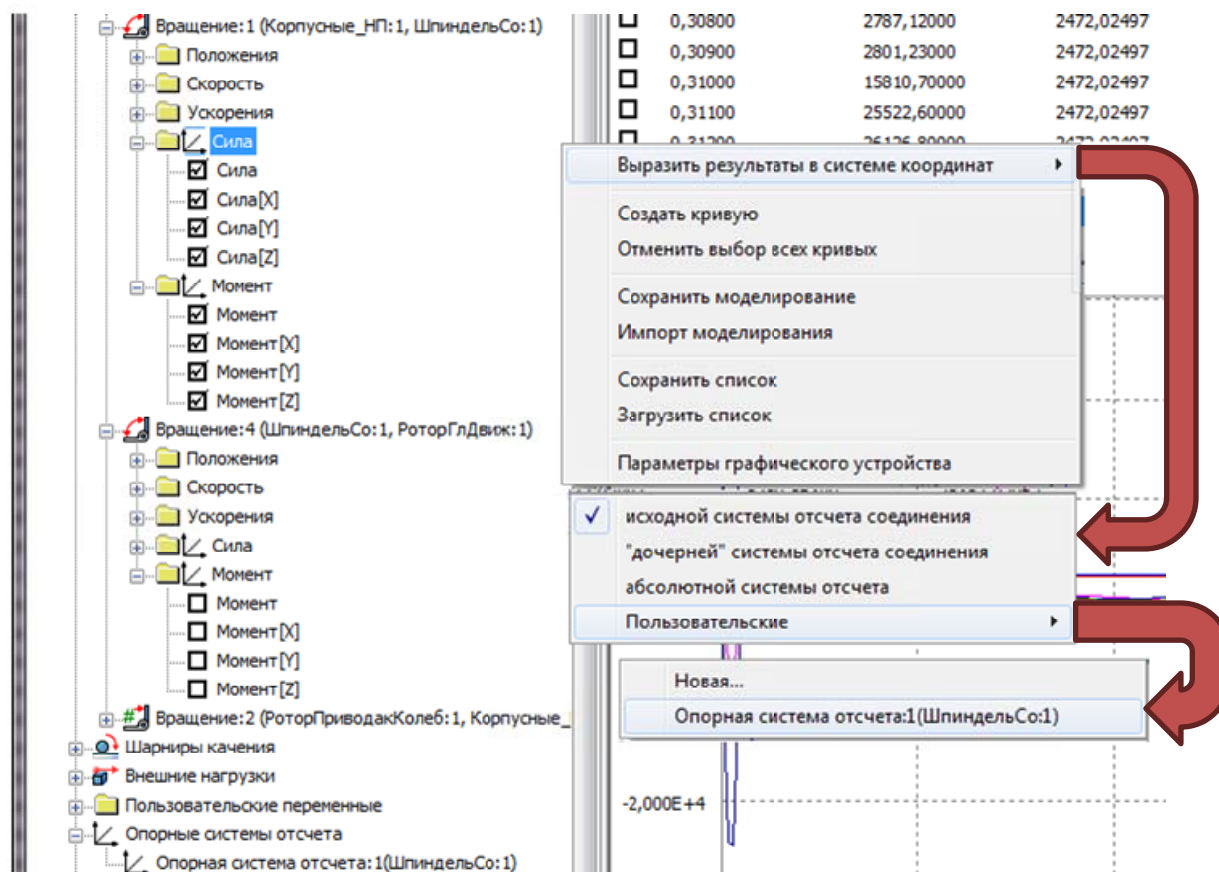 Вращение:1 (Корпусные_НП:1, ШпиндельСо:1)
Положения
Скорость
Ускорения
Сила
Сила
Сила[X]
Сила[Y]
Сила[Z]
Момент
Момент
Момент[X]
Момент[Y]
Момент[Z]
Вращение:4 (ШпиндельСо:1, РоторГлДвиж:1)
Положения
Скорость
Ускорения
Сила
Момент
Момент
Момент[X]
Момент[Y]
Момент[Z]
Вращение:2 (РоторПриводакКолеб:1, Корпусные_
Шарниры качения
Внешние нагрузки
Пользовательские переменные
Опорные системы отсчета
Опорная система отсчета:1(ШпиндельСо:1)
0,30800 2787,12000 2472,02497
0,30900 2801,23000 2472,02497
0,31000 15810,70000 2472,02497
0,31100 25522,60000 2472,02497
0,31200 26126,80000 2472,02497
Выразить результаты в системе координат
Создать кривую
Отменить выбор всех кривых
Сохранить моделирование
Импорт моделирования
Сохранить список
Загрузить список
Параметры графического устройства
исходной системы отсчета соединения
"дочерней" системы отсчета соединения
абсолютной системы отсчета
Пользовательские
Новая...
Опорная система отсчета:1(ШпиндельСо:1)
-2,000E+4